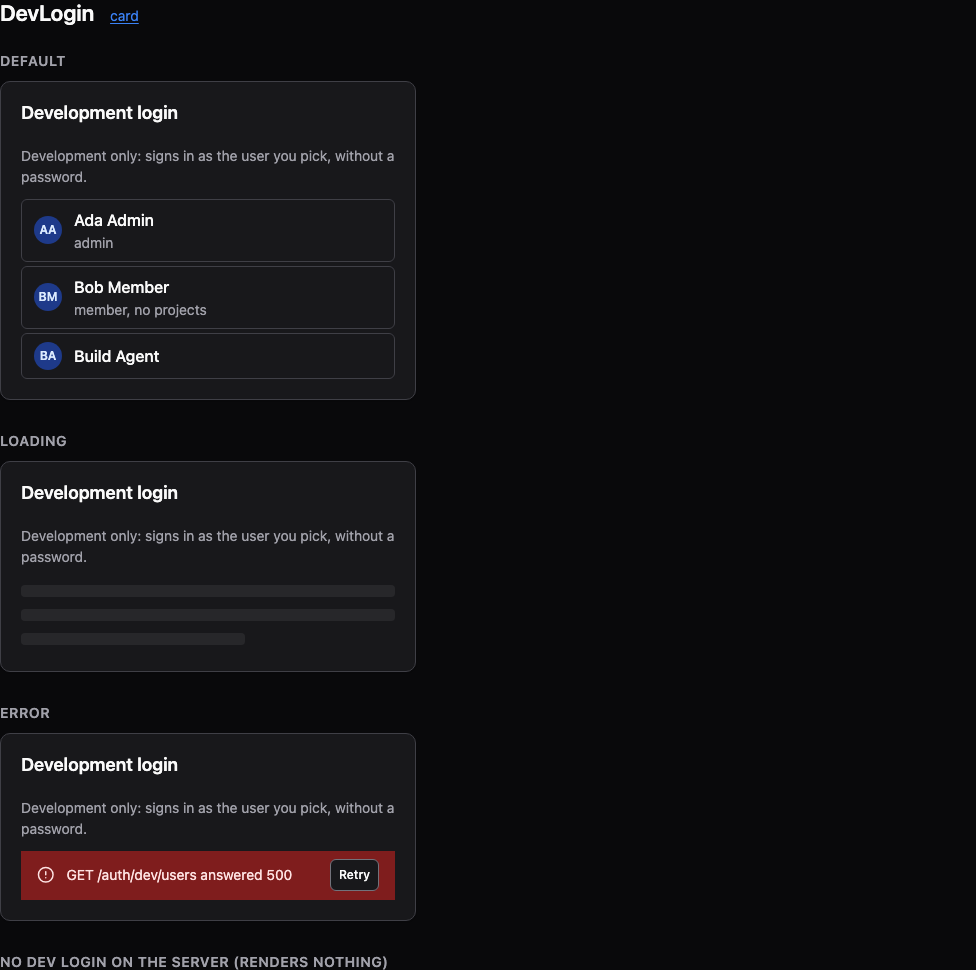 DevLogin card
DEFAULT
Development login
Development only: signs in as the user you pick, without a
password.
AA
Ada Admin
admin
BM
Bob Member
member, no projects
BA
Build Agent
LOADING
Development login
Development only: signs in as the user you pick, without a
password.
ERROR
Development login
Development only: signs in as the user you pick, without a
password.
GET /auth/dev/users answered 500 Retry
NO DEV LOGIN ON THE SERVER (RENDERS NOTHING)